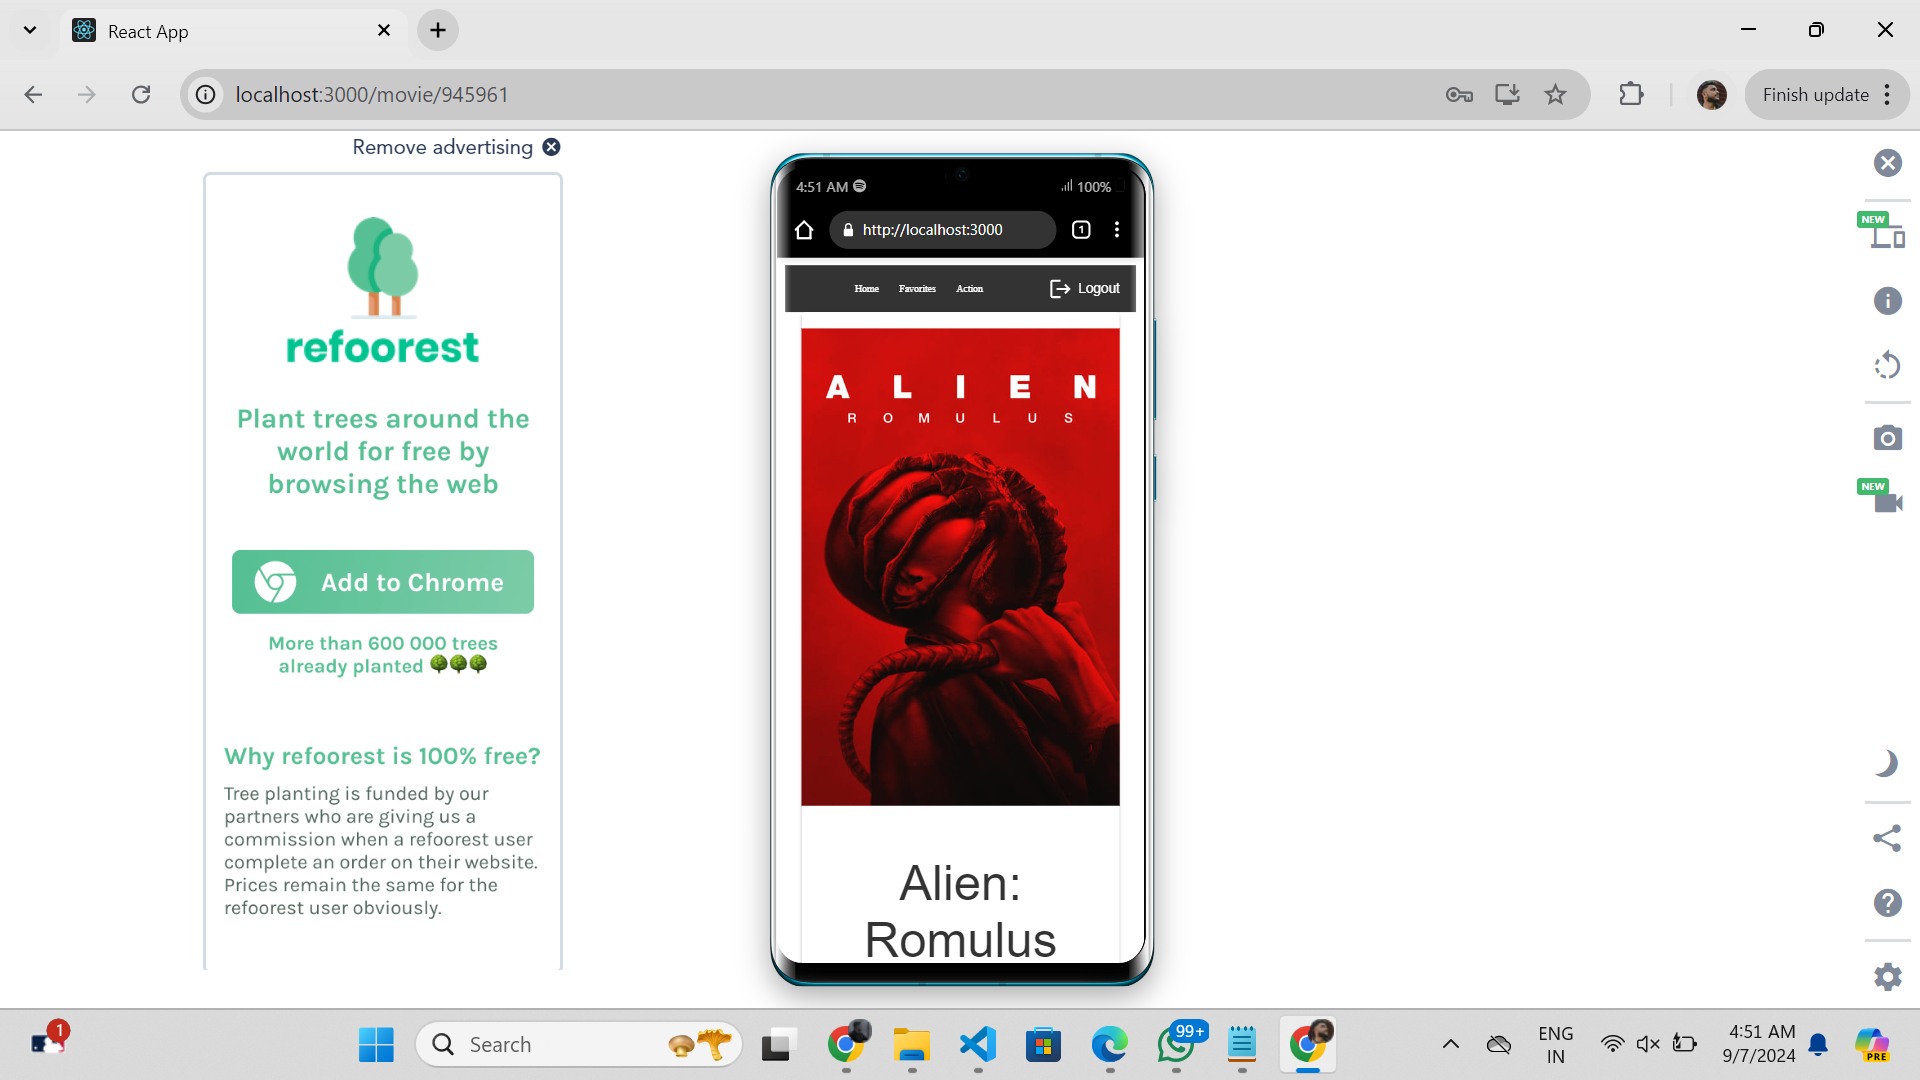 React App
localhost:3000/movie/945961
Finish update
Remove advertising
refoorest
Plant trees around the
world for free by
browsing the web
Add to Chrome
More than 600 000 trees
already planted
Why refoorest is 100% free?
Tree planting is funded by our
partners who are giving us a
commission when a refoorest user
complete an order on their website.
Prices remain the same for the
refoorest user obviously.
4:51 AM
100%
http://localhost:3000
1
Home Favorites Action Logout
ALIEN
ROMULUS
Alien:
Romulus
NEW
NEW
1
Search
99+
ENG
IN
4:51 AM
9/7/2024
PRE